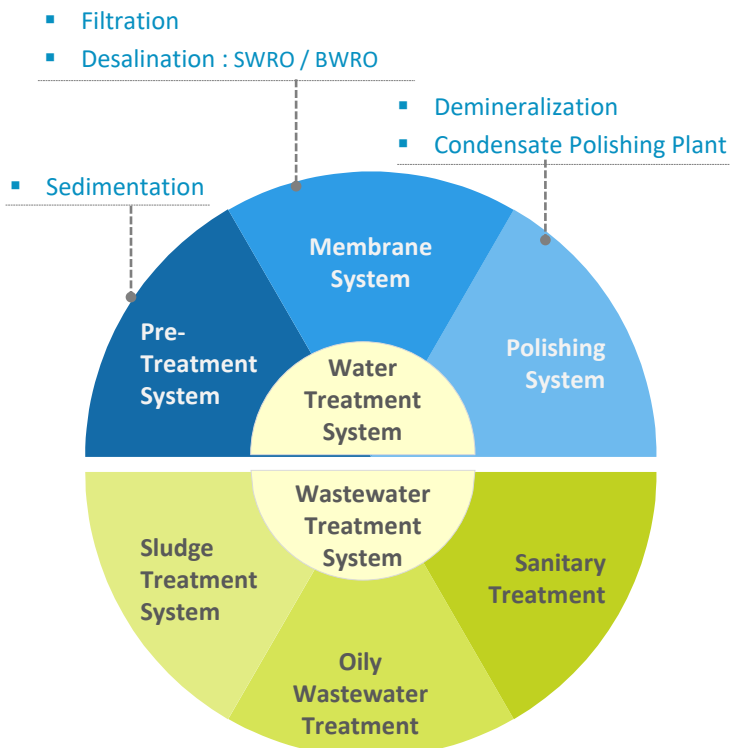 ▪ Filtration
▪ Desalination : SWRO / BWRO
▪ Demineralization
▪ Condensate Polishing Plant
▪ Sedimentation
Membrane
System
Pre-
Treatment
System
Polishing
System
Water
Treatment
System
Wastewater
Treatment
System
Sludge
Treatment
System
Sanitary
Treatment
Oily
Wastewater
Treatment